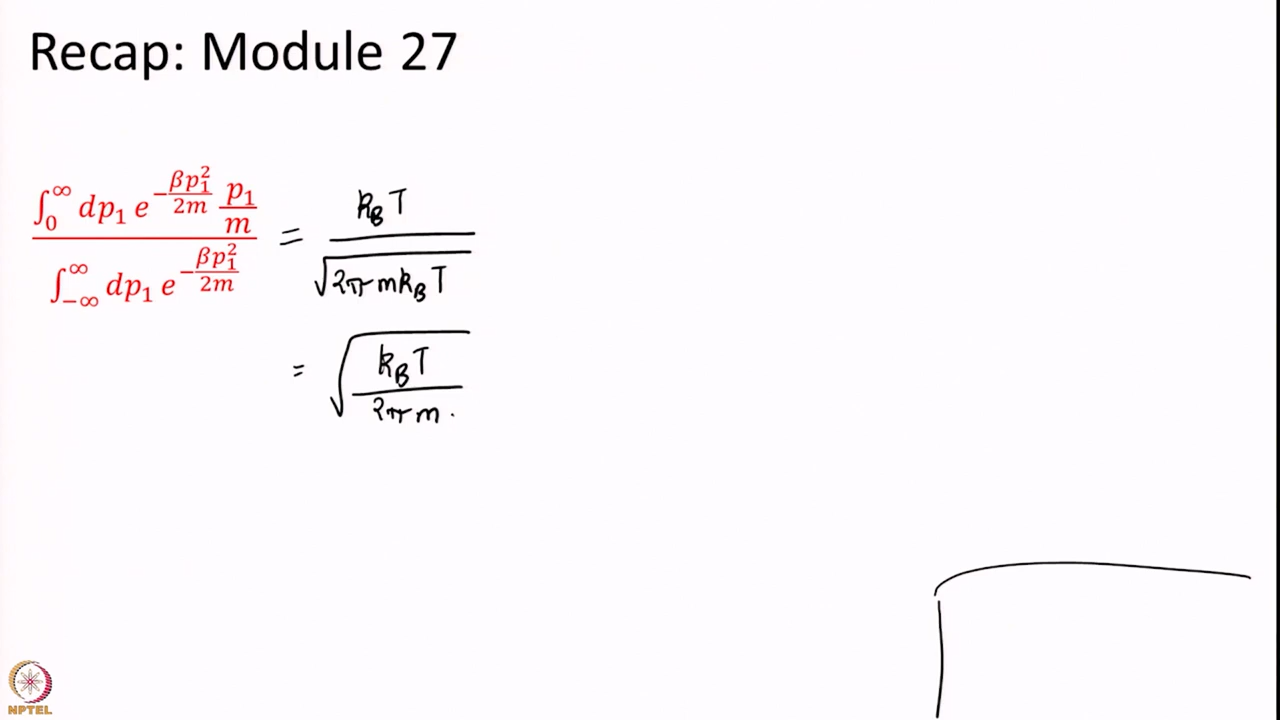 Recap: Module 27
∫₀^∞ dp₁ e^(-βp₁²/2m) p₁/m = k_B T
∫₋∞^∞ dp₁ e^(-βp₁²/2m) √(2π m k_B T)
= √(k_B T / 2π m)
NPTEL